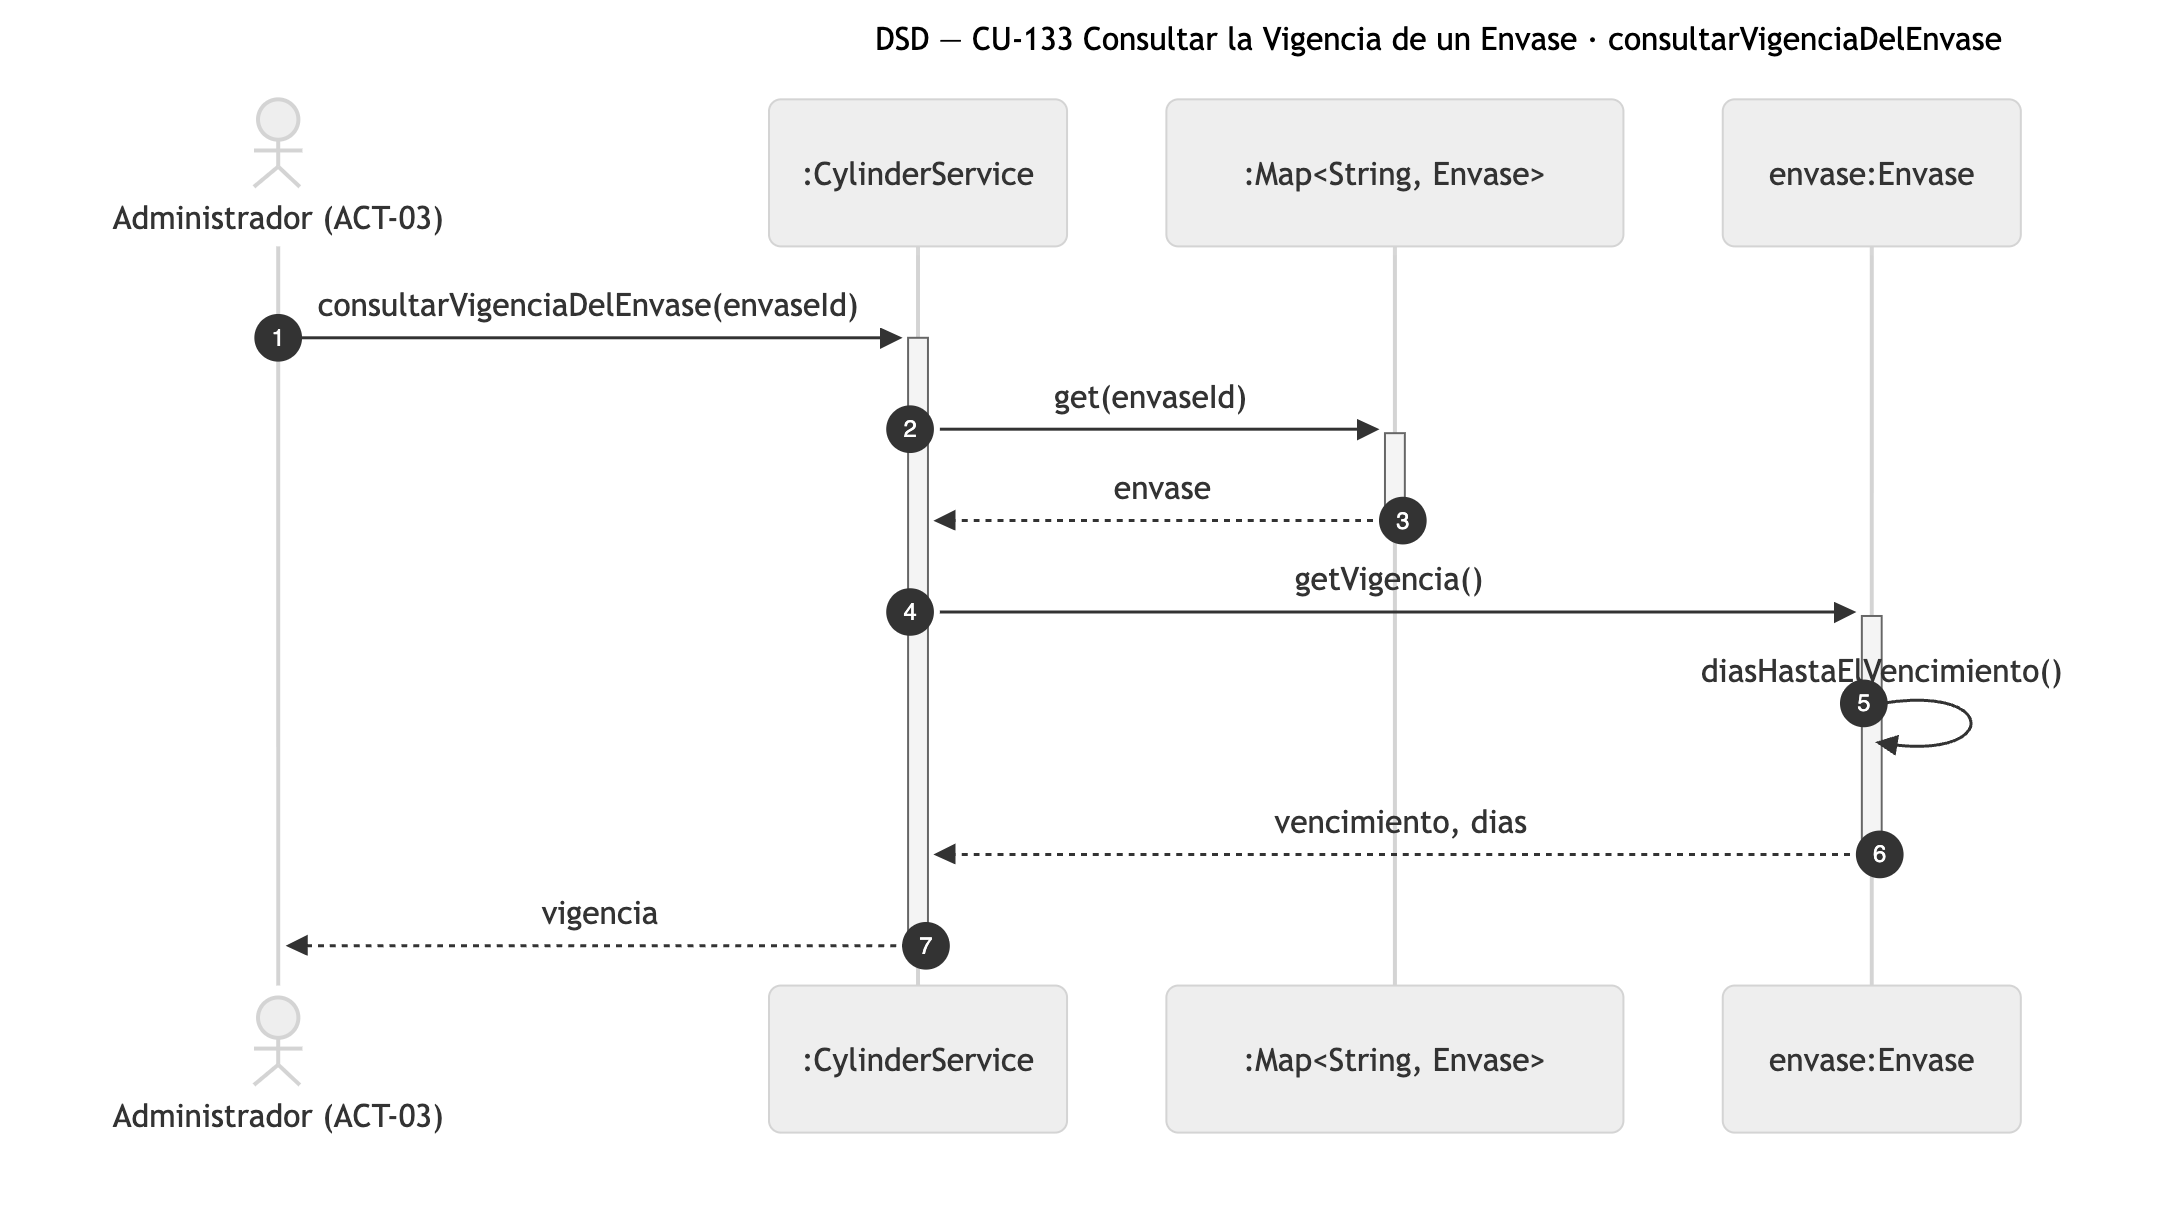 DSD — CU-133 Consultar la Vigencia de un Envase · consultarVigenciaDelEnvase
Administrador (ACT-03)
:CylinderService
:Map<String, Envase>
envase:Envase
consultarVigenciaDelEnvase(envaseId)
1
get(envaseId)
2
envase
3
getVigencia()
4
diasHastaElVencimiento()
5
vencimiento, dias
6
vigencia
7
Administrador (ACT-03)
:CylinderService
:Map<String, Envase>
envase:Envase